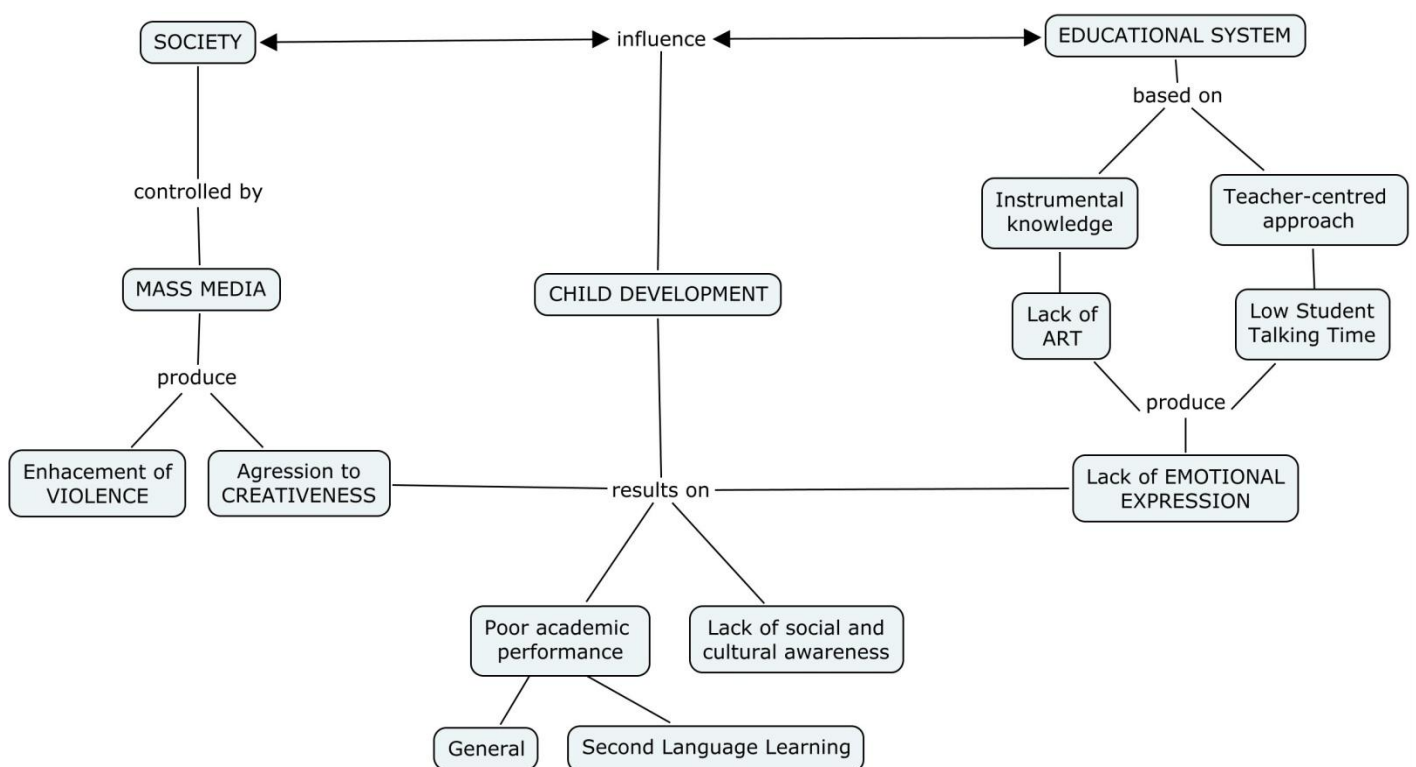 SOCIETY
influence
EDUCATIONAL SYSTEM
based on
controlled by
Instrumental
knowledge
Teacher-centred
approach
MASS MEDIA
CHILD DEVELOPMENT
Lack of
ART
Low Student
Talking Time
produce
produce
Enhacement of
VIOLENCE
Agression to
CREATIVENESS
results on
Lack of EMOTIONAL
EXPRESSION
Poor academic
performance
Lack of social and
cultural awareness
General
Second Language Learning